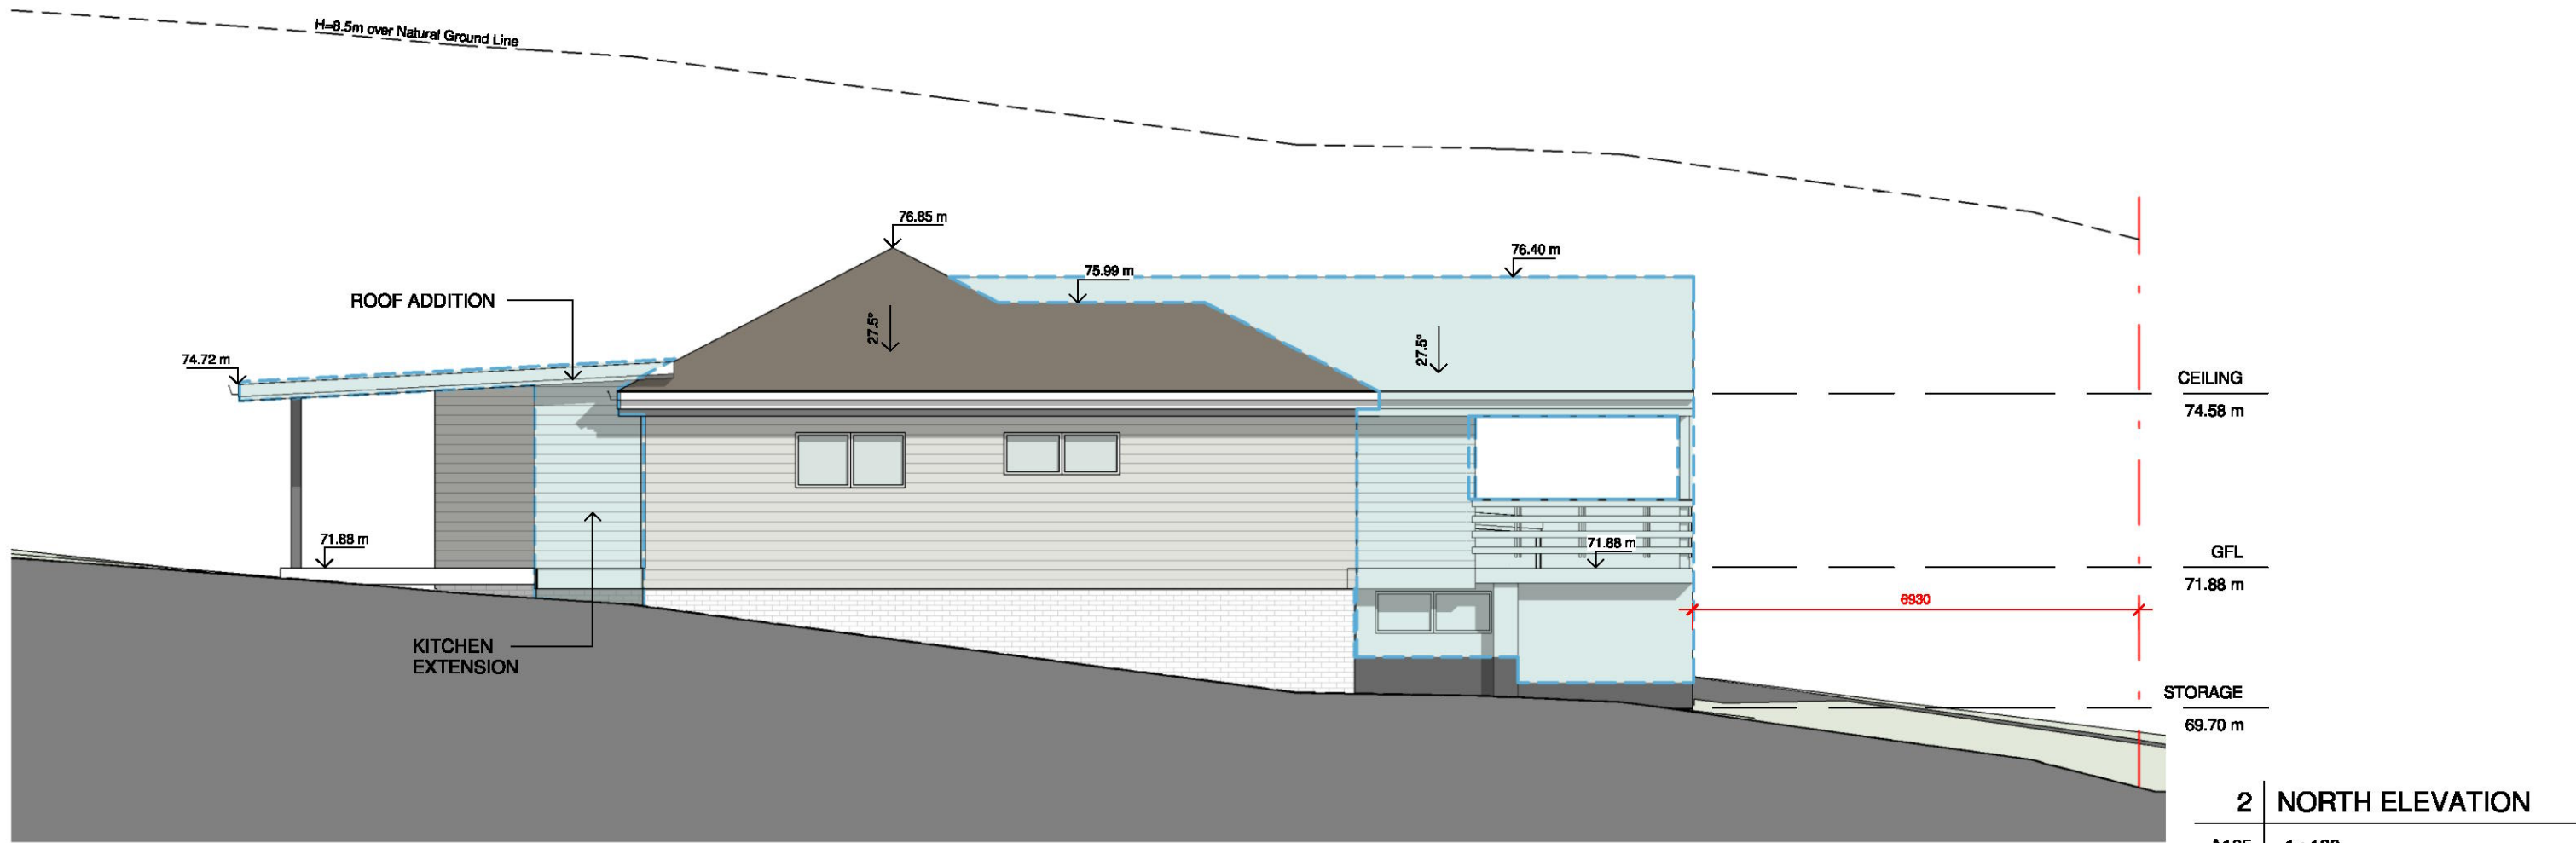 H=8.5m over Natural Ground Line
76.85 m
76.40 m
75.99 m
ROOF ADDITION
27.5°
27.5°
74.72 m
CEILING
74.58 m
71.88 m
71.88 m
GFL
71.88 m
6930
KITCHEN
EXTENSION
STORAGE
69.70 m
2 NORTH ELEVATION